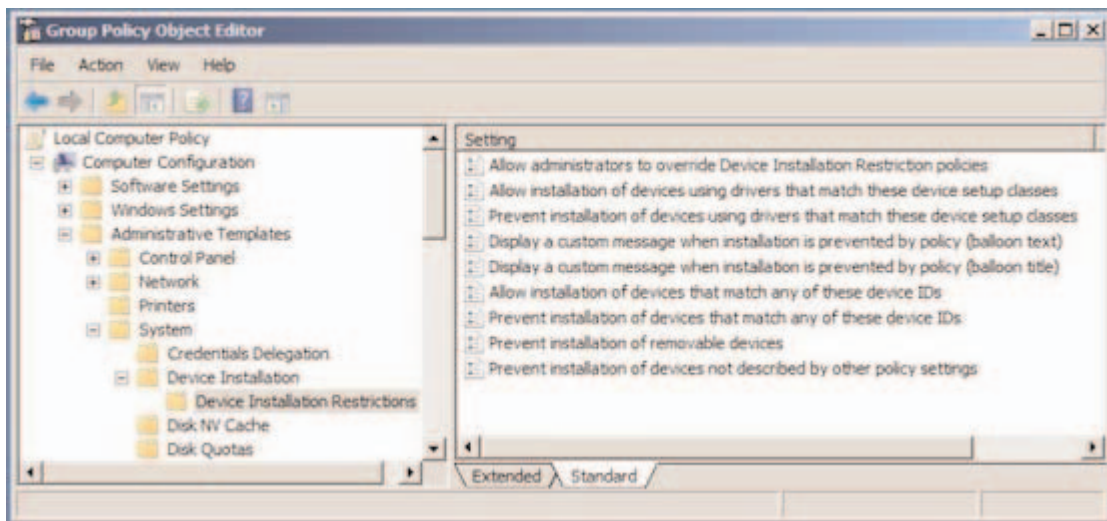 Group Policy Object Editor
File Action View Help
Local Computer Policy
Computer Configuration
Software Settings
Windows Settings
Administrative Templates
Control Panel
Network
Printers
System
Credentials Delegation
Device Installation
Device Installation Restrictions
Disk NV Cache
Disk Quotas
Setting
Allow administrators to override Device Installation Restriction policies
Allow installation of devices using drivers that match these device setup classes
Prevent installation of devices using drivers that match these device setup classes
Display a custom message when installation is prevented by policy (balloon text)
Display a custom message when installation is prevented by policy (balloon title)
Allow installation of devices that match any of these device IDs
Prevent installation of devices that match any of these device IDs
Prevent installation of removable devices
Prevent installation of devices not described by other policy settings
Extended Standard